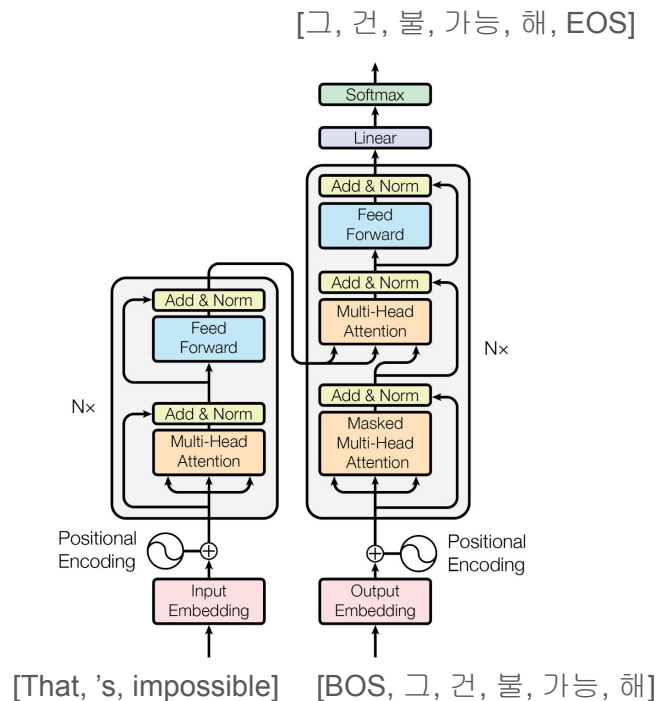 [그, 건, 불, 가능, 해, EOS]
Softmax
Linear
Add & Norm
Feed
Forward
Add & Norm
Multi-Head
Attention
Add & Norm
Masked
Multi-Head
Attention
Nx
Add & Norm
Feed
Forward
Add & Norm
Multi-Head
Attention
Nx
Positional
Encoding
Positional
Encoding
Input
Embedding
Output
Embedding
[That, ’s, impossible]
[BOS, 그, 건, 불, 가능, 해]